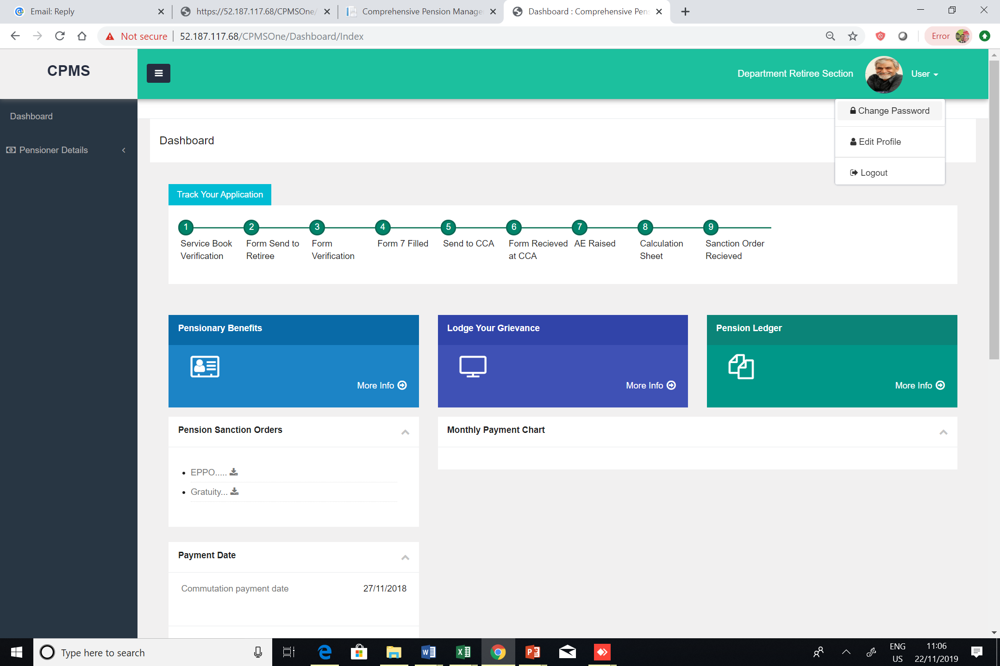 Email: Reply
https://52.187.117.68/CPMSOne/
Comprehensive Pension Manage
Dashboard : Comprehensive Pens
Not secure 52.187.117.68/CPMSOne/Dashboard/Index
Error
CPMS
Department Retiree Section
User
Change Password
Edit Profile
Logout
Dashboard
Pensioner Details
Dashboard
Track Your Application
1 2 3 4 5 6 7 8 9
Service Book Verification
Form Send to Retiree
Form Verification
Form 7 Filled
Send to CCA
Form Recieved at CCA
AE Raised
Calculation Sheet
Sanction Order Recieved
Pensionary Benefits
More Info
Lodge Your Grievance
More Info
Pension Ledger
More Info
Pension Sanction Orders
EPPO.....
Gratuity...
Monthly Payment Chart
Payment Date
Commutation payment date 27/11/2018
Type here to search
ENG
US
11:06
22/11/2019